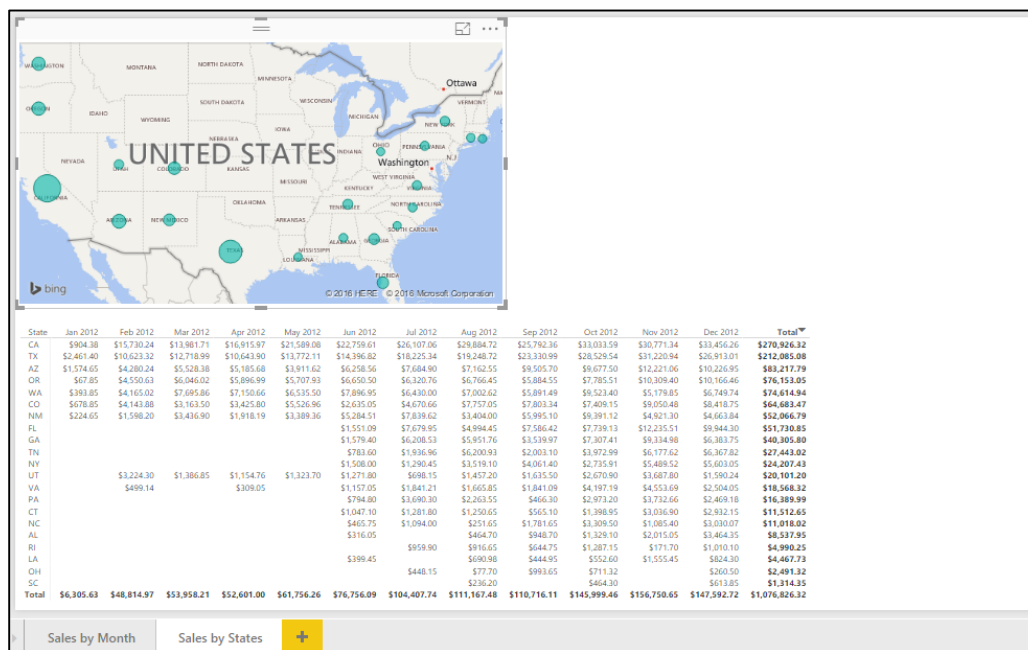 WASHINGTON
MONTANA
NORTH DAKOTA
MINNESOTA
Ottawa
OREGON
IDAHO
SOUTH DAKOTA
WISCONSIN
VERMONT
WYOMING
MICHIGAN
NEW YORK
IOWA
NEBRASKA
OHIO
PENNSYLVANIA
UNITED STATES
INDIANA
N.J.
NEVADA
UTAH
COLORADO
KANSAS
Washington
MISSOURI
WEST VIRGINIA
KENTUCKY
VIRGINIA
CALIFORNIA
OKLAHOMA
TENNESSEE
NORTH CAROLINA
ARIZONA
NEW MEXICO
ARKANSAS
SOUTH CAROLINA
ALABAMA
GEORGIA
TEXAS
MISSISSIPPI
LOUISIANA
FLORIDA
bing
© 2016 HERE © 2016 Microsoft Corporation
State Jan 2012 Feb 2012 Mar 2012 Apr 2012 May 2012 Jun 2012 Jul 2012 Aug 2012 Sep 2012 Oct 2012 Nov 2012 Dec 2012 Total
CA $904.38 $15,730.24 $13,981.71 $16,915.97 $21,589.08 $22,759.61 $26,107.06 $29,884.72 $25,792.36 $33,033.59 $30,771.34 $33,456.26 $270,926.32
TX $2,461.40 $10,623.32 $12,718.99 $10,643.90 $13,772.11 $14,396.82 $18,225.34 $19,248.72 $23,330.99 $28,529.54 $31,220.94 $26,913.01 $212,085.08
AZ $1,574.65 $4,280.24 $5,528.38 $5,185.68 $3,911.62 $6,258.56 $7,684.90 $7,162.55 $9,505.70 $9,677.50 $12,221.06 $10,226.95 $83,217.79
OR $67.85 $4,550.63 $6,046.02 $5,896.99 $5,707.93 $6,650.50 $6,320.76 $6,766.45 $5,884.55 $7,785.51 $10,309.40 $10,166.46 $76,153.05
WA $393.85 $4,165.02 $7,695.86 $7,150.66 $6,535.50 $7,896.95 $6,430.00 $7,002.62 $5,891.49 $9,523.40 $5,179.85 $6,749.74 $74,614.94
CO $678.85 $4,143.88 $3,163.50 $3,425.80 $5,526.96 $2,635.05 $4,670.66 $7,757.05 $7,803.34 $7,409.15 $9,050.48 $8,418.75 $64,683.47
NM $224.65 $1,598.20 $3,436.90 $1,918.19 $3,389.36 $5,284.51 $7,839.62 $3,404.00 $5,995.10 $9,391.12 $4,921.30 $4,663.84 $52,066.79
FL $1,551.09 $7,679.95 $4,994.45 $7,586.42 $7,739.13 $12,235.51 $9,944.30 $51,730.85
GA $1,579.40 $6,208.53 $5,951.76 $3,539.97 $7,307.41 $9,334.98 $6,383.75 $40,305.80
TN $783.60 $1,936.96 $6,200.93 $2,003.10 $3,972.99 $6,177.62 $6,367.82 $27,443.02
NY $1,508.00 $1,290.45 $3,519.10 $4,061.40 $2,735.91 $5,489.52 $5,603.05 $24,207.43
UT $3,224.30 $1,386.85 $1,154.76 $1,323.70 $1,271.80 $698.15 $1,457.20 $1,635.50 $2,670.90 $3,687.80 $1,590.24 $20,101.20
VA $499.14 $309.05 $1,157.05 $1,841.21 $1,665.85 $1,841.09 $4,197.19 $4,553.69 $2,504.05 $18,568.32
PA $794.80 $3,690.30 $2,263.55 $466.30 $2,973.20 $3,732.66 $2,469.18 $16,389.99
CT $1,047.10 $1,281.80 $1,250.65 $565.10 $1,398.95 $3,036.90 $2,932.15 $11,512.65
NC $465.75 $1,094.00 $251.65 $1,781.65 $3,309.50 $1,085.40 $3,030.07 $11,018.02
AL $316.05 $464.70 $948.70 $1,329.10 $2,015.05 $3,464.35 $8,537.95
RI $959.90 $916.65 $644.75 $1,287.15 $171.70 $1,010.10 $4,990.25
LA $399.45 $690.98 $444.95 $552.60 $1,555.45 $824.30 $4,467.73
OH $448.15 $77.70 $993.65 $711.32 $260.50 $2,491.32
SC $236.20 $464.30 $613.85 $1,314.35
Total $6,305.63 $48,814.97 $53,958.21 $52,601.00 $61,756.26 $76,756.09 $104,407.74 $111,167.48 $110,716.11 $145,999.46 $156,750.65 $147,592.72 $1,076,826.32
Sales by Month Sales by States +